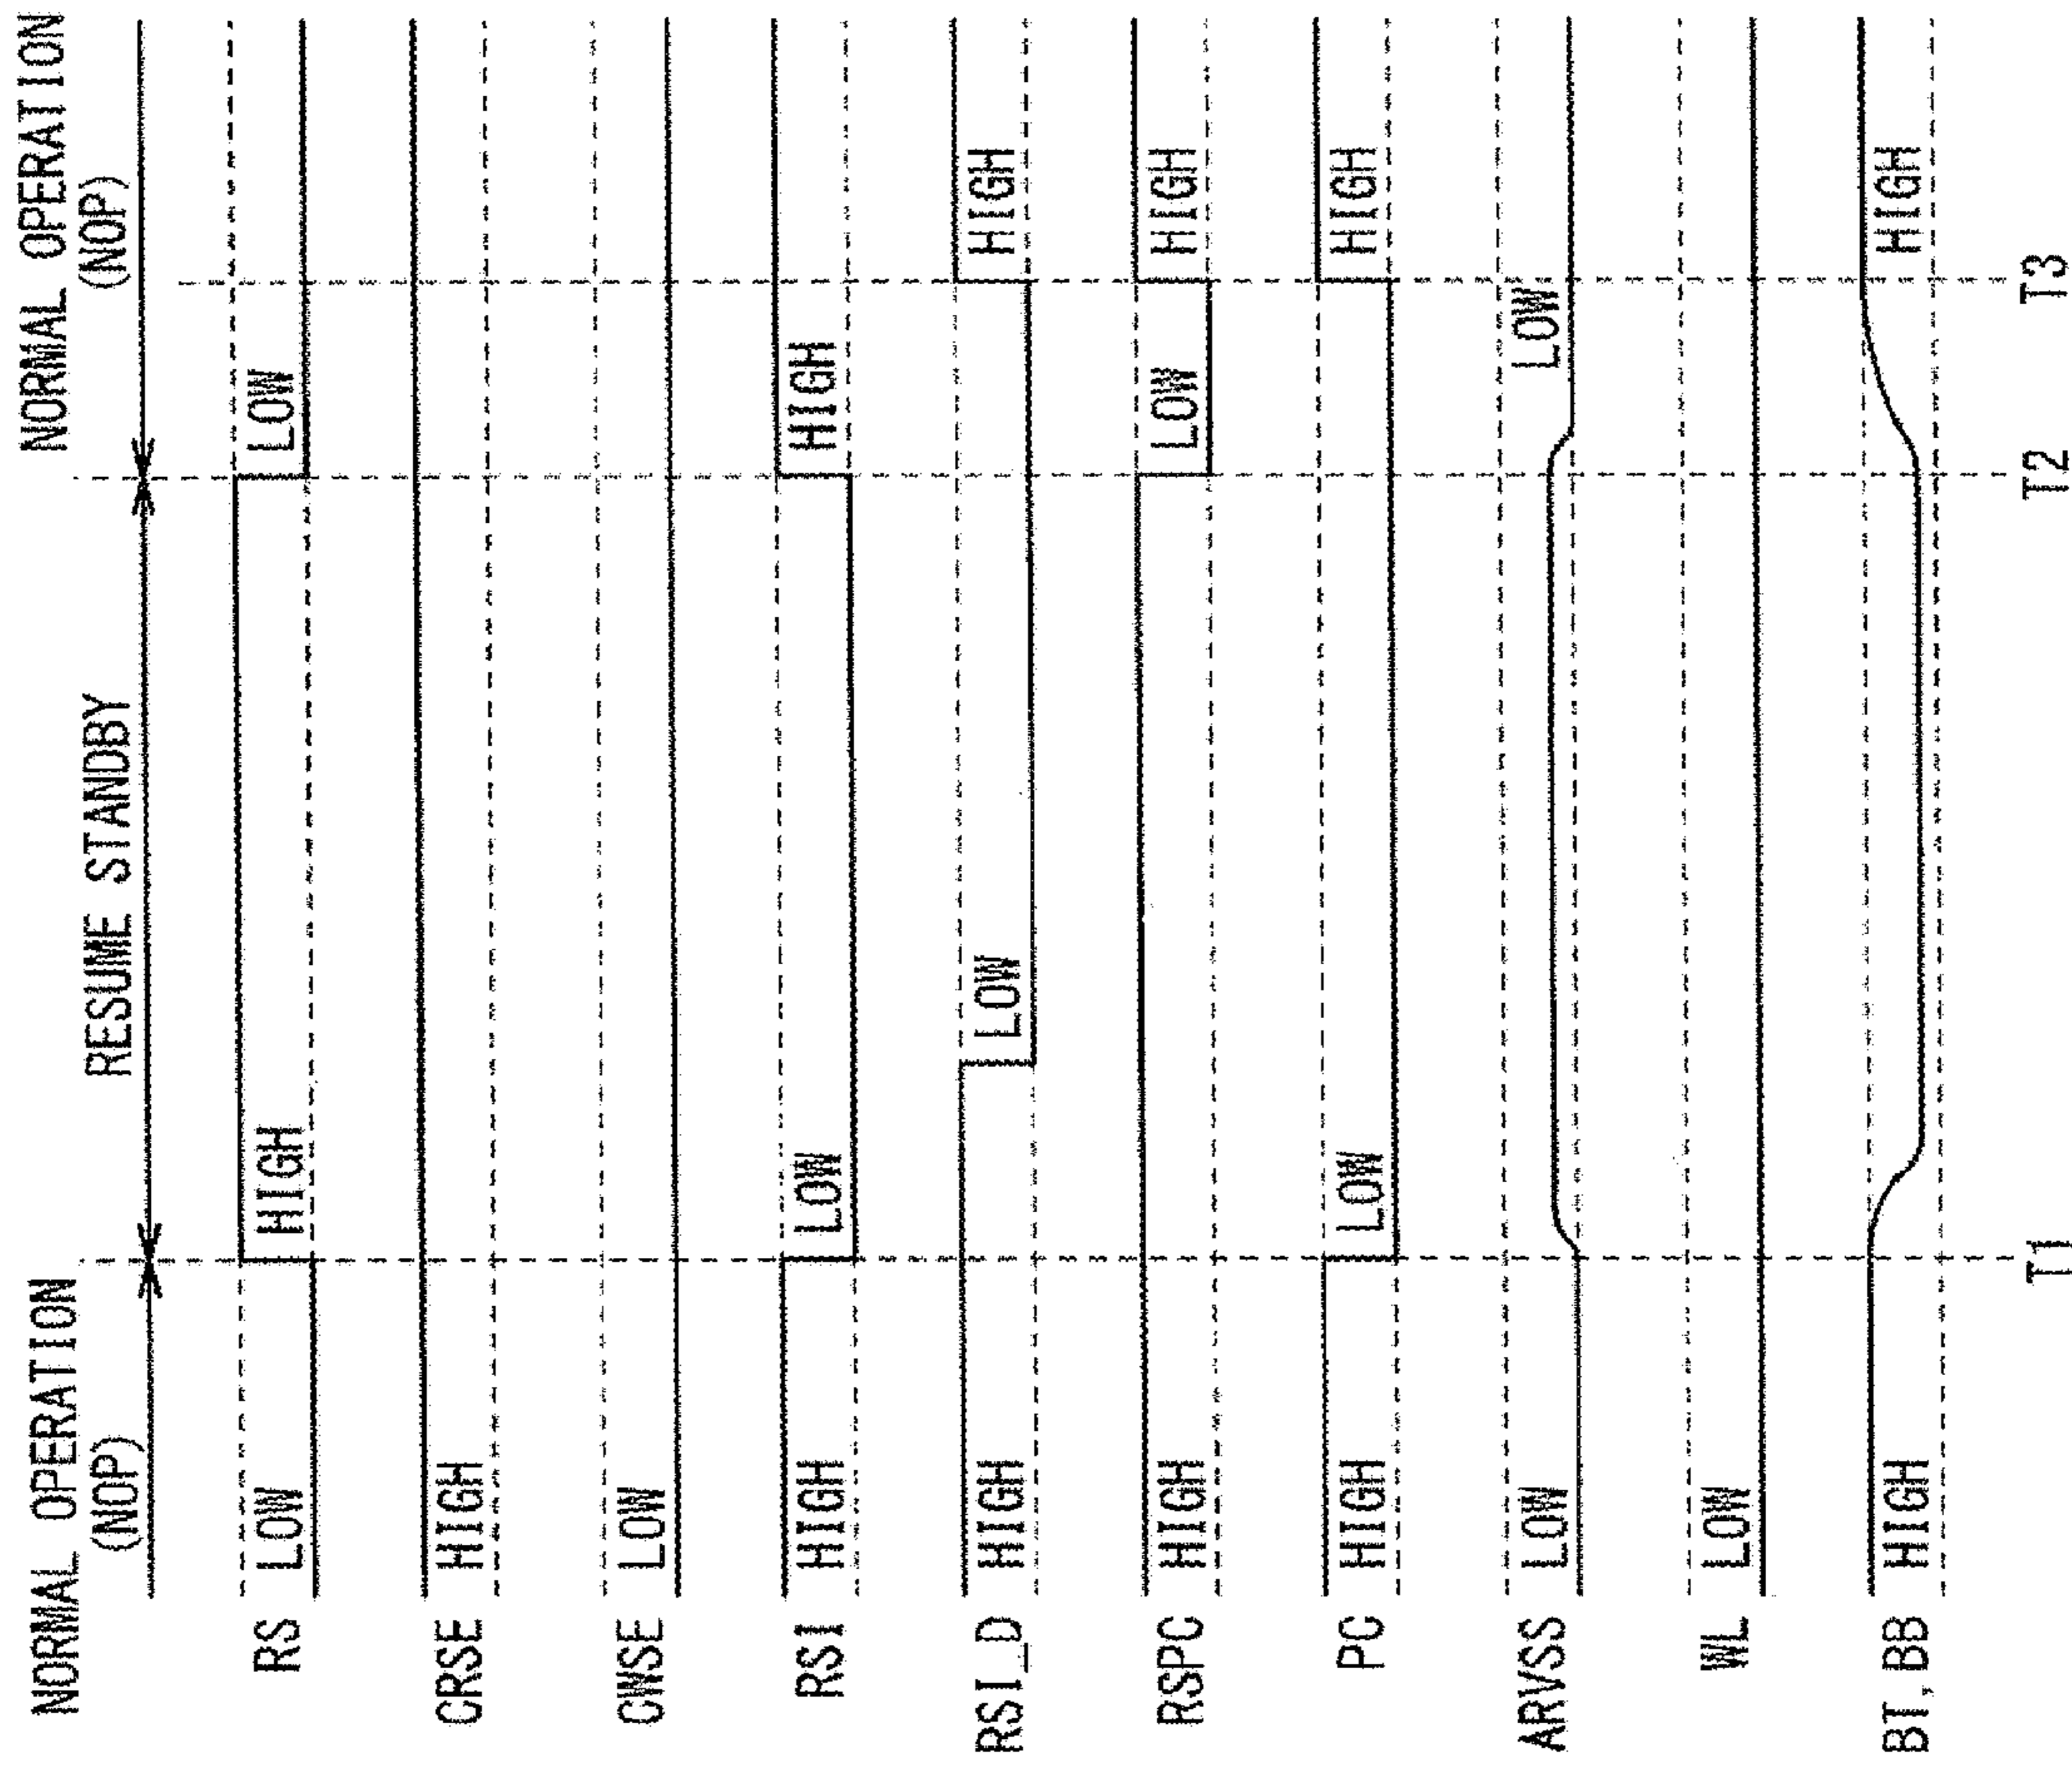 NORMAL OPERATION
(NOP)
RESUME STANDBY
NORMAL OPERATION
(NOP)
RS LOW HIGH LOW
CRSE HIGH
CWSE LOW
RSI HIGH LOW HIGH
RSI_D HIGH LOW HIGH
RSPC HIGH LOW HIGH
PC HIGH LOW HIGH
ARVSS LOW LOW
WL LOW
BT, BB HIGH HIGH
T1 T2 T3